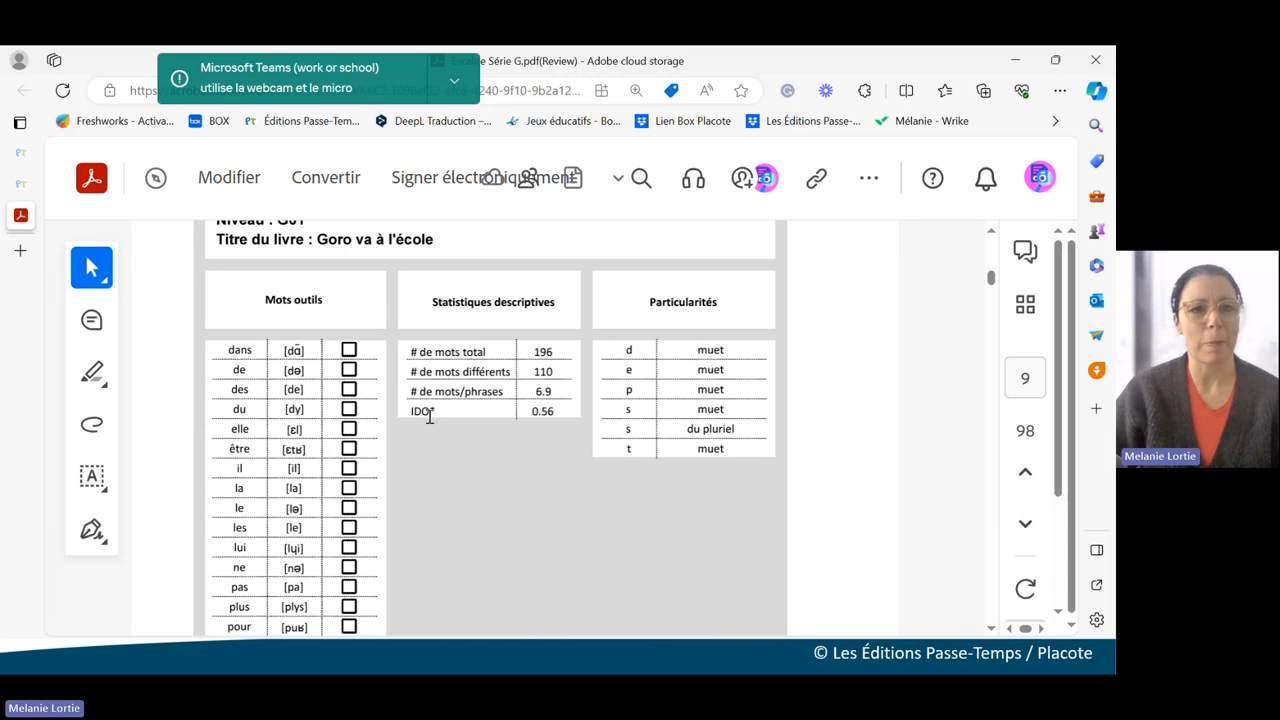 Microsoft Teams (work or school)
utilise la webcam et le micro
Série G.pdf(Review) - Adobe cloud storage
Freshworks - Activa...
BOX
Éditions Passe-Tem...
DeepL Traduction –...
Jeux éducatifs - Bo...
Lien Box Placote
Les Éditions Passe-...
Mélanie - Wrike
Modifier
Convertir
Signer électroniquement
Niveau : G01
Titre du livre : Goro va à l'école
Mots outils
Statistiques descriptives
Particularités
dans [dɑ̃]
de [də]
des [de]
du [dy]
elle [ɛl]
être [ɛtʁ]
il [il]
la [la]
le [lə]
les [le]
lui [lɥi]
ne [nə]
pas [pa]
plus [plys]
pour [puʁ]
# de mots total 196
# de mots différents 110
# de mots/phrases 6.9
IDO* 0.56
d muet
e muet
p muet
s muet
s du pluriel
t muet
9
98
Melanie Lortie
© Les Éditions Passe-Temps / Placote
Melanie Lortie